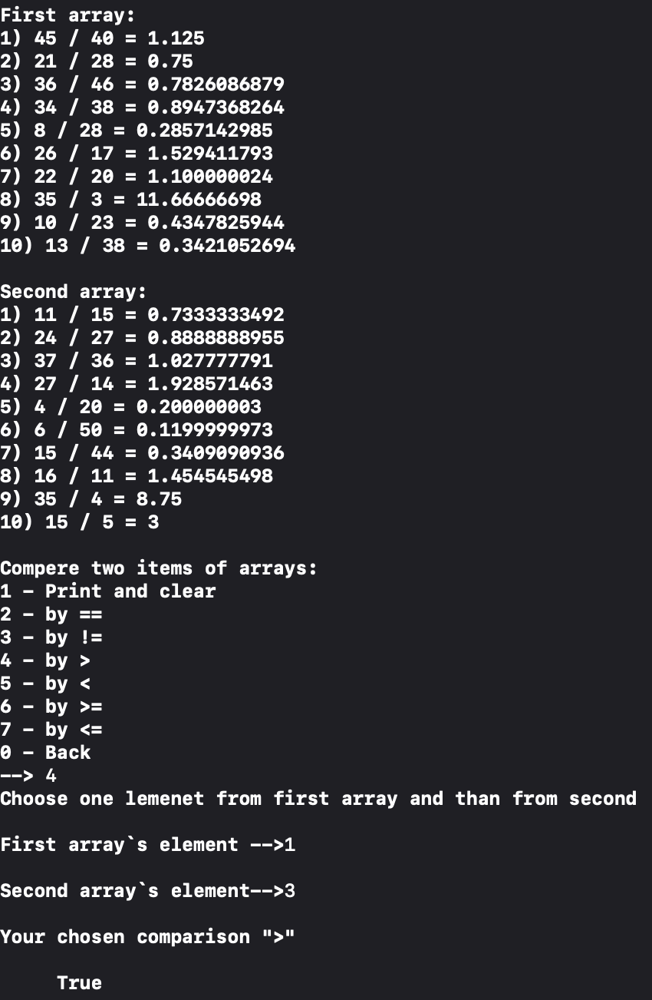 First array:
1) 45 / 40 = 1.125
2) 21 / 28 = 0.75
3) 36 / 46 = 0.7826086879
4) 34 / 38 = 0.8947368264
5) 8 / 28 = 0.2857142985
6) 26 / 17 = 1.529411793
7) 22 / 20 = 1.100000024
8) 35 / 3 = 11.66666698
9) 10 / 23 = 0.4347825944
10) 13 / 38 = 0.3421052694
Second array:
1) 11 / 15 = 0.7333333492
2) 24 / 27 = 0.8888888955
3) 37 / 36 = 1.027777791
4) 27 / 14 = 1.928571463
5) 4 / 20 = 0.200000003
6) 6 / 50 = 0.1199999973
7) 15 / 44 = 0.3409090936
8) 16 / 11 = 1.454545498
9) 35 / 4 = 8.75
10) 15 / 5 = 3
Compere two items of arrays:
1 - Print and clear
2 - by ==
3 - by !=
4 - by >
5 - by <
6 - by >=
7 - by <=
0 - Back
--> 4
Choose one lemenet from first array and than from second
First array`s element -->1
Second array`s element-->3
Your chosen comparison ">"
True